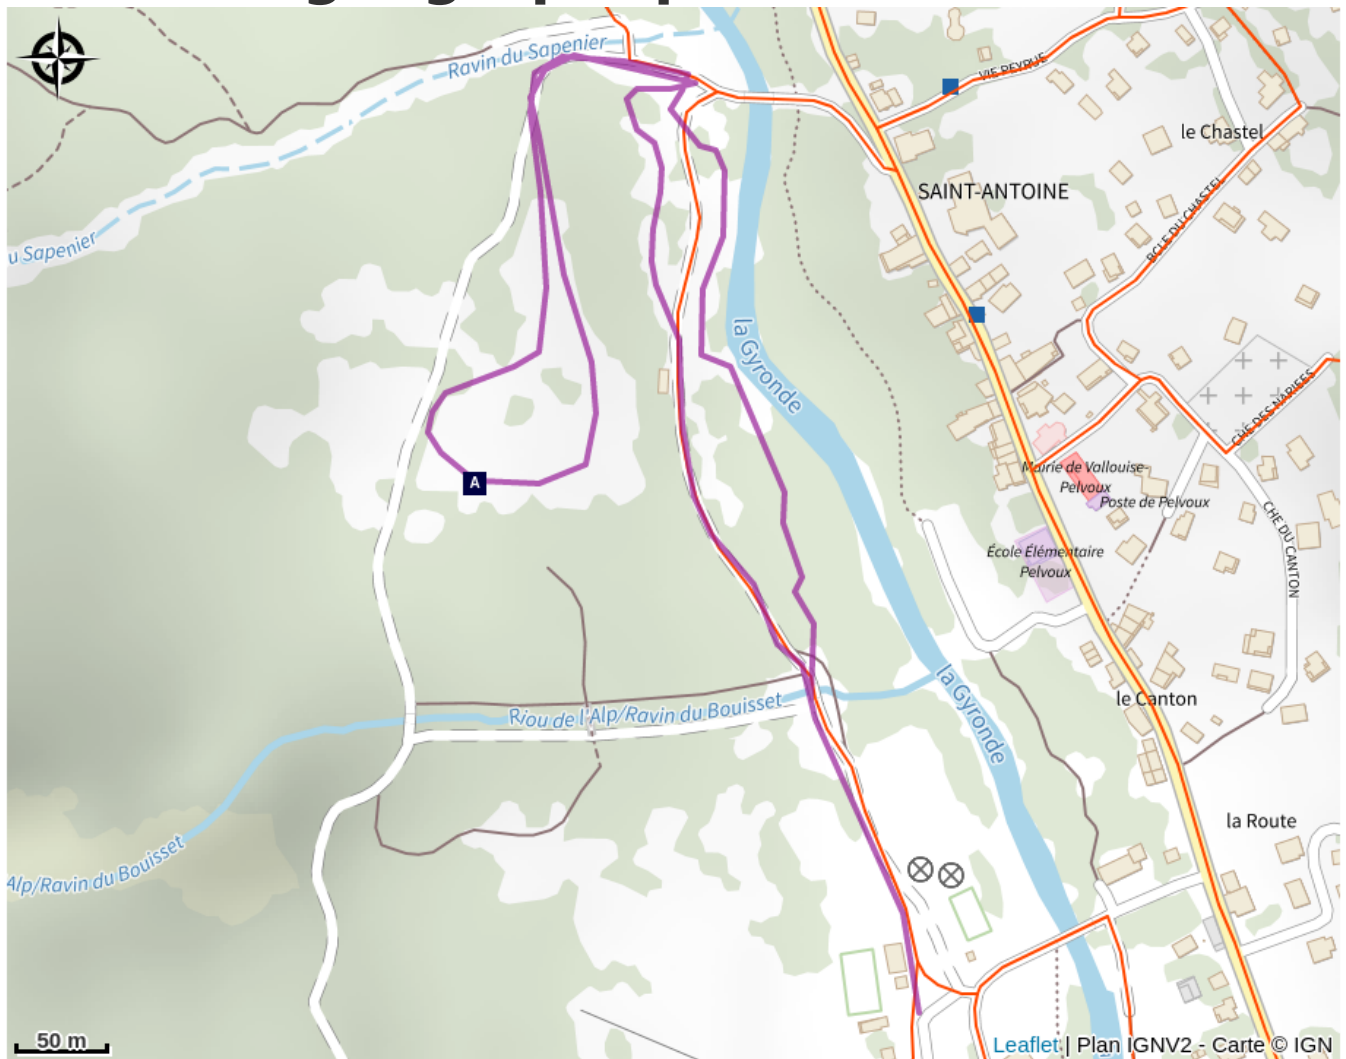 Ravin du Sapenier
VIE PEYRUE
le Chastel
SAINT-ANTOINE
BCLE DU CHASTEL
u Sapenier
la Gyronde
CHE DES NARIEES
Mairie de Vallouise-
Pelvoux
Poste de Pelvoux
A
CHE DU CANTON
École Élémentaire
Pelvoux
la Gyronde
le Canton
Riou de l'Alp/Ravin du Bouisset
la Route
Alp/Ravin du Bouisset
50 m
Leaflet | Plan IGNV2 - Carte © IGN